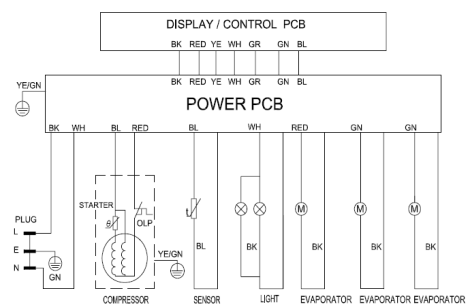 DISPLAY / CONTROL PCB
BK RED YE WH GR GN BL
BK RED YE WH GR GN BL
YE/GN
POWER PCB
BK WH BL RED BL WH RED GN GN
STARTER
θ
OLP
t
M M M
PLUG
L
E
N
GN
YE/GN
BL BK BK BK BK
COMPRESSOR SENSOR LIGHT EVAPORATOR EVAPORATOR EVAPORATOR